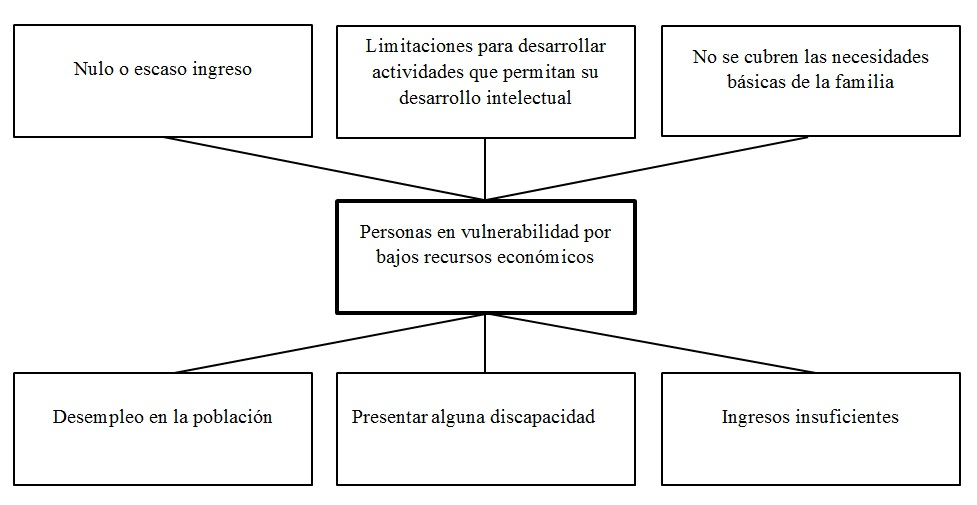 Nulo o escaso ingreso
Limitaciones para desarrollar
actividades que permitan su
desarrollo intelectual
No se cubren las necesidades
básicas de la familia
Personas en vulnerabilidad por
bajos recursos económicos
Desempleo en la población
Presentar alguna discapacidad
Ingresos insuficientes